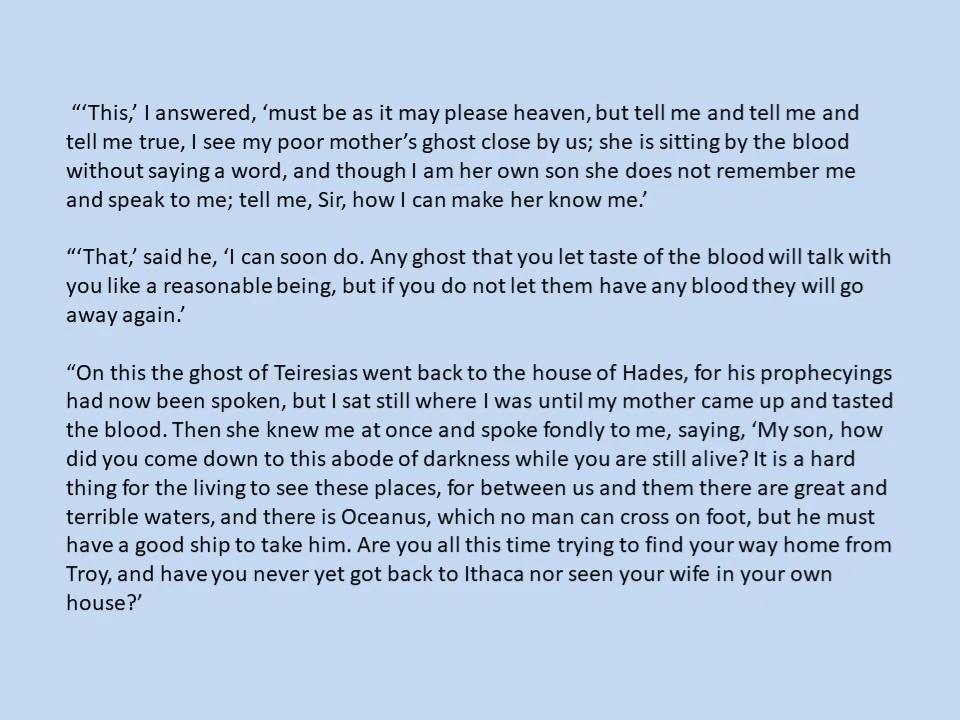 “‘This,’ I answered, ‘must be as it may please heaven, but tell me and tell me and
tell me true, I see my poor mother’s ghost close by us; she is sitting by the blood
without saying a word, and though I am her own son she does not remember me
and speak to me; tell me, Sir, how I can make her know me.’
“‘That,’ said he, ‘I can soon do. Any ghost that you let taste of the blood will talk with
you like a reasonable being, but if you do not let them have any blood they will go
away again.’
“On this the ghost of Teiresias went back to the house of Hades, for his prophecyings
had now been spoken, but I sat still where I was until my mother came up and tasted
the blood. Then she knew me at once and spoke fondly to me, saying, ‘My son, how
did you come down to this abode of darkness while you are still alive? It is a hard
thing for the living to see these places, for between us and them there are great and
terrible waters, and there is Oceanus, which no man can cross on foot, but he must
have a good ship to take him. Are you all this time trying to find your way home from
Troy, and have you never yet got back to Ithaca nor seen your wife in your own
house?’